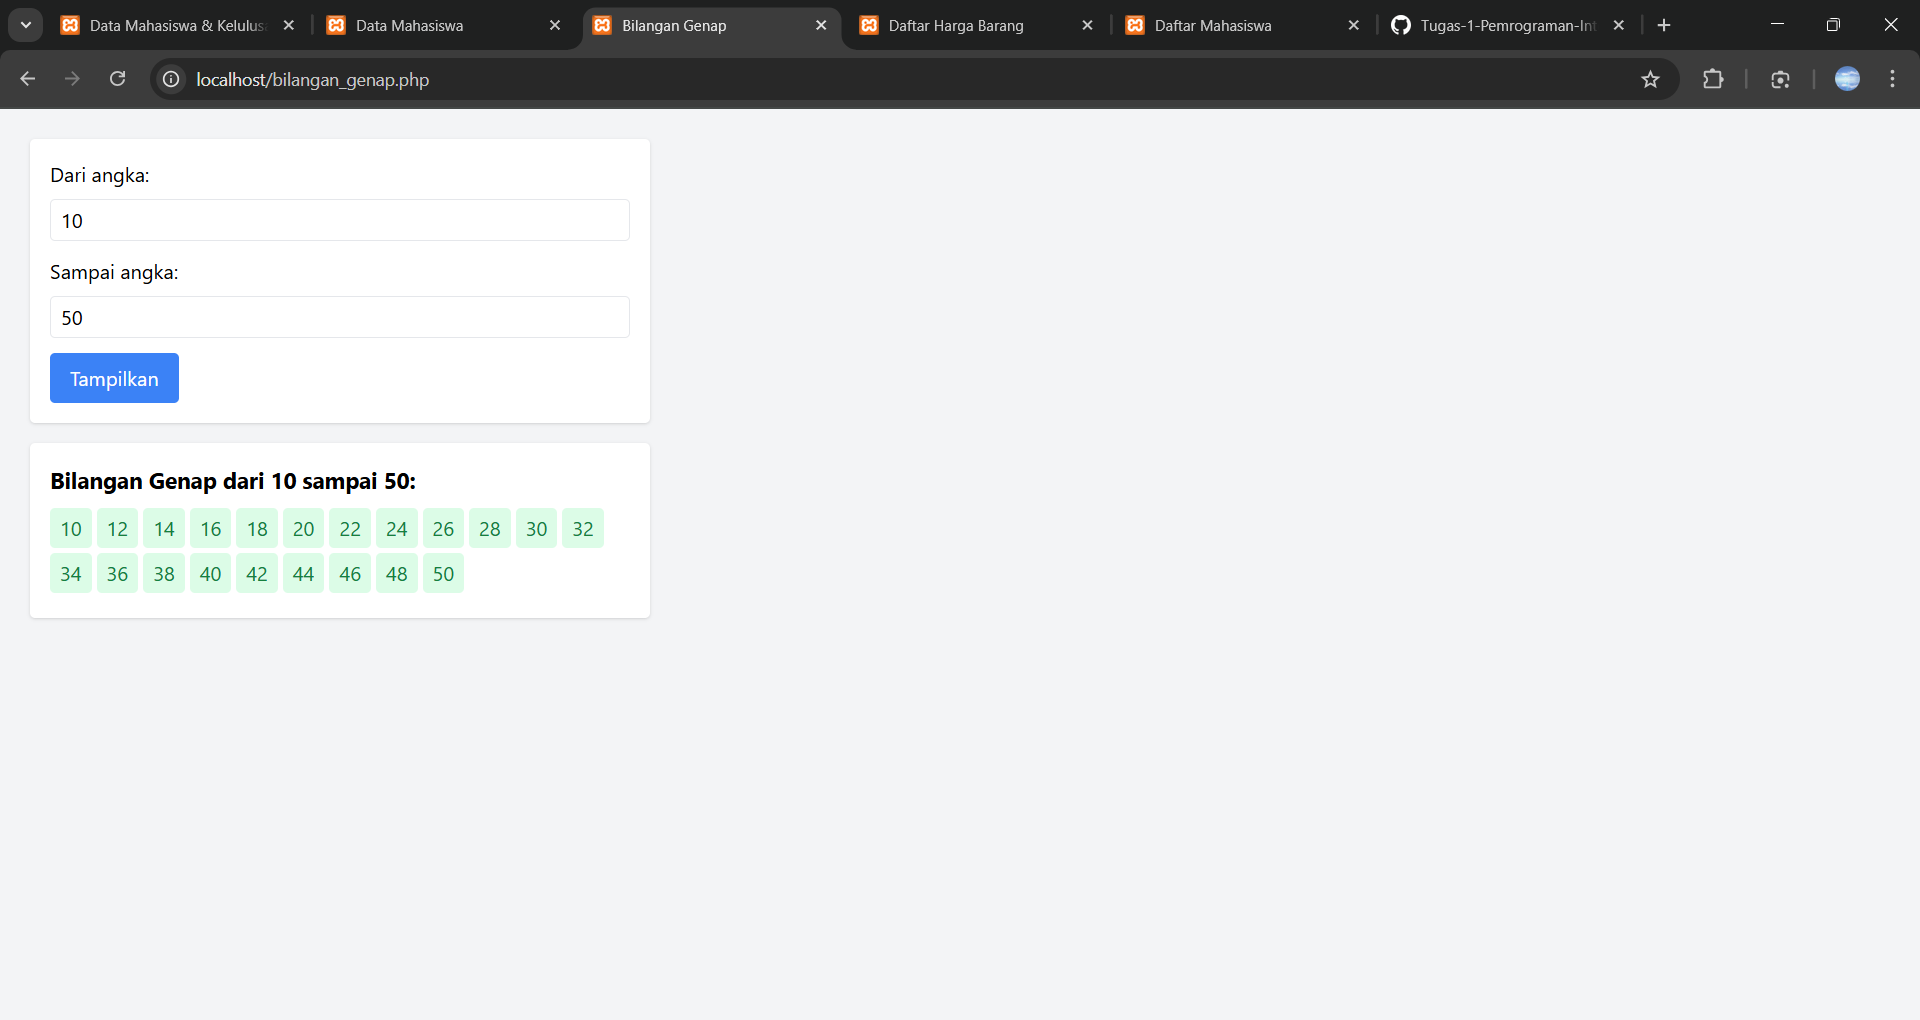 Data Mahasiswa & Kelulus
Data Mahasiswa
Bilangan Genap
Daftar Harga Barang
Daftar Mahasiswa
Tugas-1-Pemrograman-Int
localhost/bilangan_genap.php
Dari angka:
10
Sampai angka:
50
Tampilkan
Bilangan Genap dari 10 sampai 50:
10 12 14 16 18 20 22 24 26 28 30 32
34 36 38 40 42 44 46 48 50